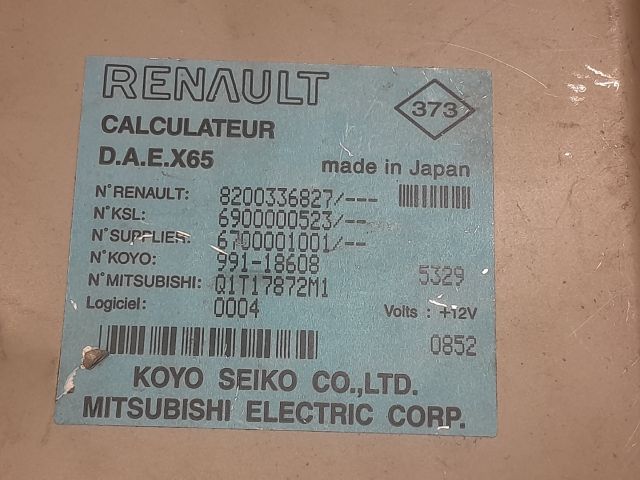 RENAULT
373
CALCULATEUR
D.A.E.X65
made in Japan
N°RENAULT: 8200336827/---
N°KSL: 6900000523/--
N°SUPPLIER: 6700001001/--
N°KOYO: 991-18608
N°MITSUBISHI: Q1T17872M1 5329
Logiciel: 0004 Volts : +12V
0852
KOYO SEIKO CO.,LTD.
MITSUBISHI ELECTRIC CORP.